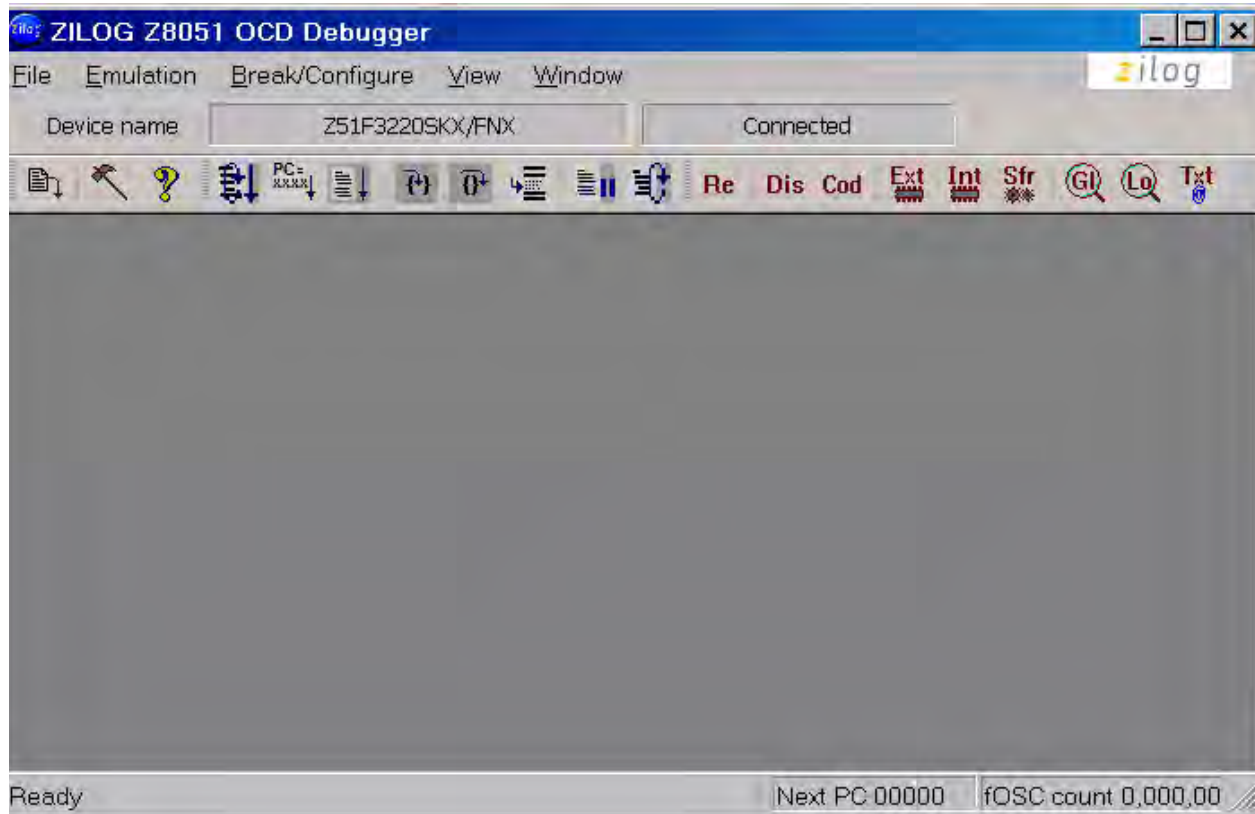 ZILOG Z8051 OCD Debugger
File Emulation Break/Configure View Window
zilog
Device name Z51F3220SKX/FNX Connected
PC=
xxxx
Re Dis Cod Ext Int Sfr Gl Lo Txt
Ready Next PC 00000 fOSC count 0,000,00